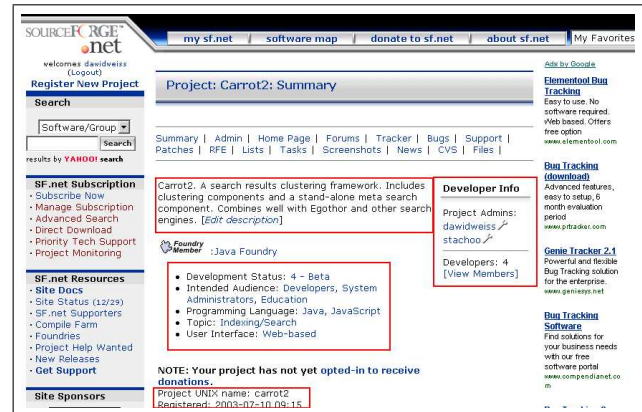 SOURCEFORGE
.net
my sf.net
software map
donate to sf.net
about sf.net
My Favorites
welcomes dawidweiss
(Logout)
Register New Project
Search
Software/Group
Search
results by YAHOO! search
SF.net Subscription
· Subscribe Now
· Manage Subscription
· Advanced Search
· Direct Download
· Priority Tech Support
· Project Monitoring
SF.net Resources
· Site Docs
· Site Status (12/29)
· SF.net Supporters
· Compile Farm
· Foundries
· Project Help Wanted
· New Releases
· Get Support
Site Sponsors
Project: Carrot2: Summary
Summary | Admin | Home Page | Forums | Tracker | Bugs | Support |
Patches | RFE | Lists | Tasks | Screenshots | News | CVS | Files |
Carrot2. A search results clustering framework. Includes
clustering components and a stand-alone meta search
component. Combines well with Egothor and other search
engines. [Edit description]
Foundry
Member :Java Foundry
• Development Status: 4 - Beta
• Intended Audience: Developers, System
Administrators, Education
• Programming Language: Java, JavaScript
• Topic: Indexing/Search
• User Interface: Web-based
NOTE: Your project has not yet opted-in to receive
donations.
Project UNIX name: carrot2
Registered: 2003-07-10 09:15
Developer Info
Project Admins:
dawidweiss
stachoo
Developers: 4
[View Members]
Ads by Google
Elementool Bug
Tracking
Easy to use. No
software required.
Web based. Offers
free option
www.elementool.com
Bug Tracking
(download)
Advanced features,
easy to setup, 6
month evaluation
period
www.prtracker.com
Genie Tracker 2.1
Powerful and flexible
Bug Tracking solution
for the enterprise.
www.geniesys.net
Bug Tracking
Software
Find solutions for
your business needs
with our free
software portal
www.compendianet.co
m